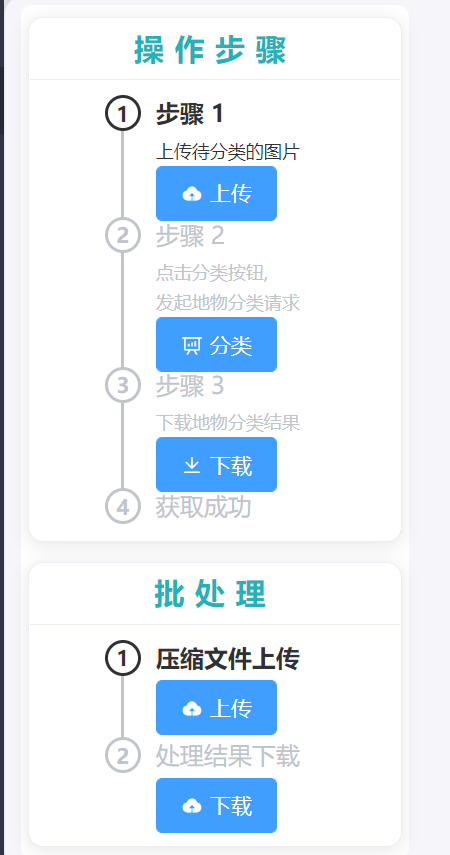 操作步骤
1 步骤 1
上传待分类的图片
上传
2 步骤 2
点击分类按钮,
发起地物分类请求
分类
3 步骤 3
下载地物分类结果
下载
4 获取成功
批处理
1 压缩文件上传
上传
2 处理结果下载
下载